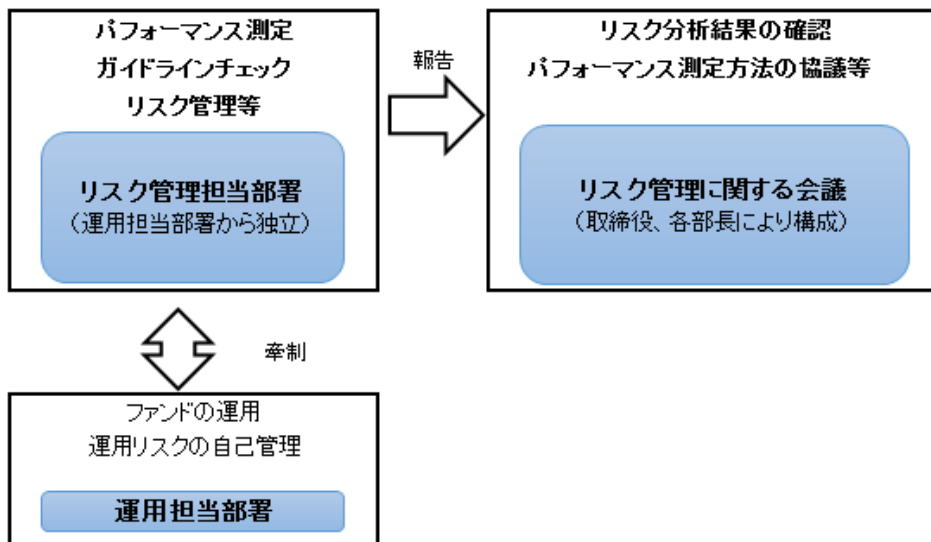 パフォーマンス測定
ガイドラインチェック
リスク管理等
リスク管理担当部署
(運用担当部署から独立)
報告
リスク分析結果の確認
パフォーマンス測定方法の協議等
リスク管理に関する会議
(取締役、各部長により構成)
牽制
ファンドの運用
運用リスクの自己管理
運用担当部署